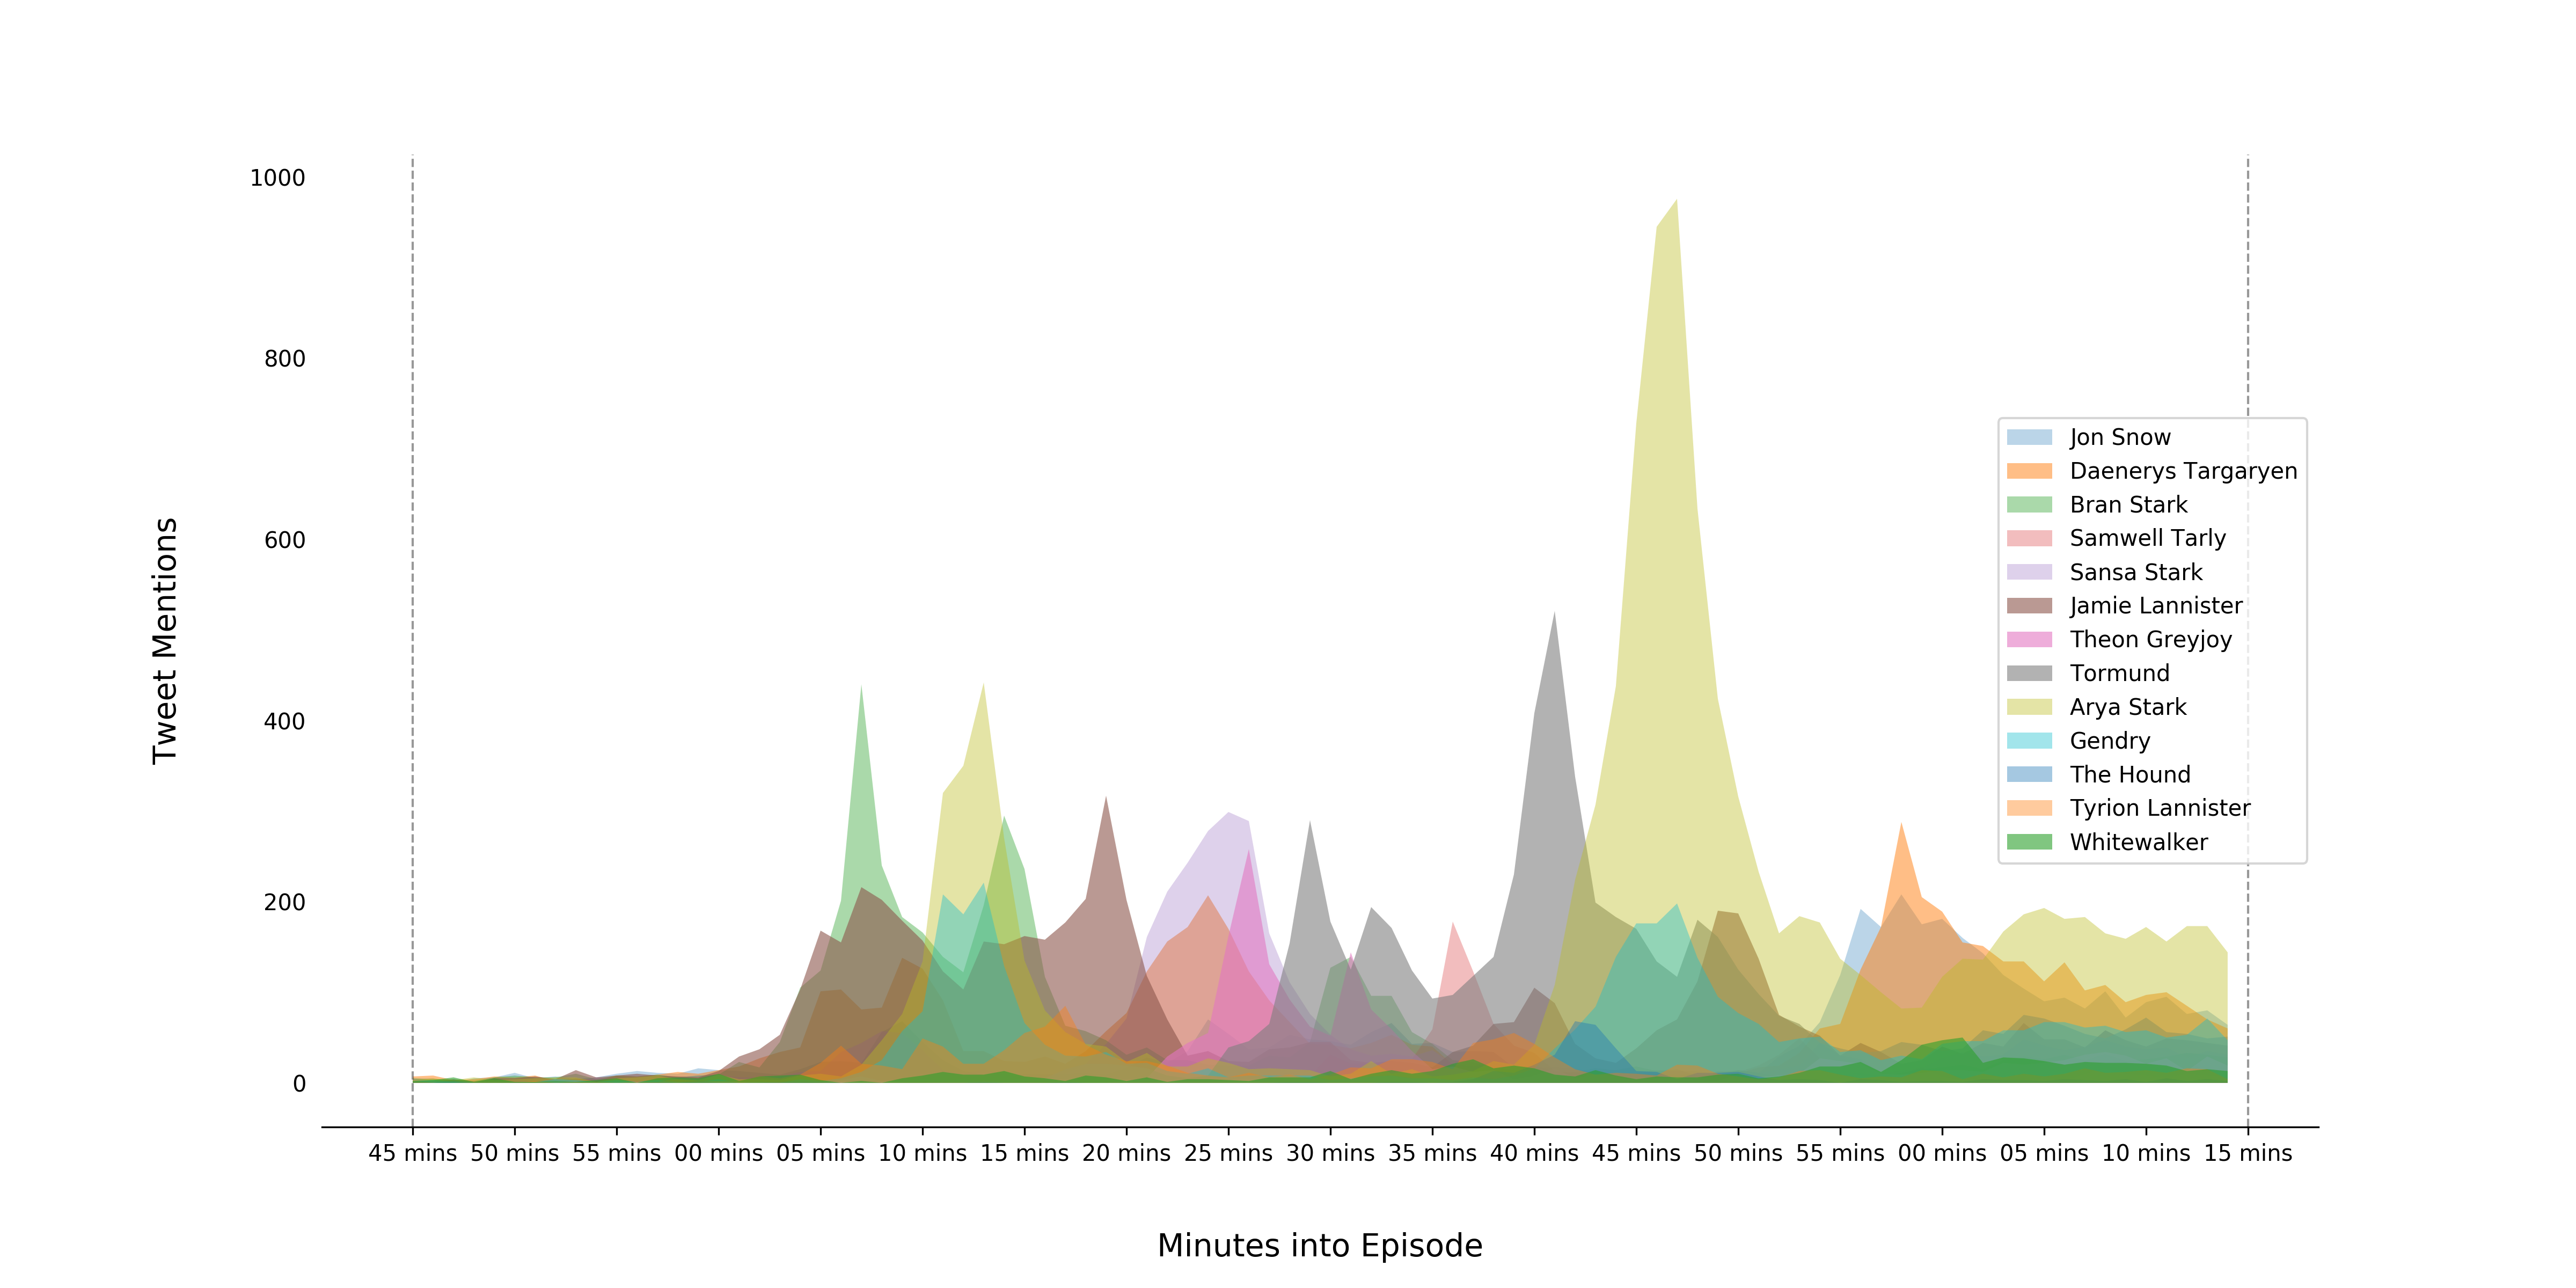 1000
800
600
400
200
0
Tweet Mentions
Jon Snow
Daenerys Targaryen
Bran Stark
Samwell Tarly
Sansa Stark
Jamie Lannister
Theon Greyjoy
Tormund
Arya Stark
Gendry
The Hound
Tyrion Lannister
Whitewalker
45 mins 50 mins 55 mins 00 mins 05 mins 10 mins 15 mins 20 mins 25 mins 30 mins 35 mins 40 mins 45 mins 50 mins 55 mins 00 mins 05 mins 10 mins 15 mins
Minutes into Episode